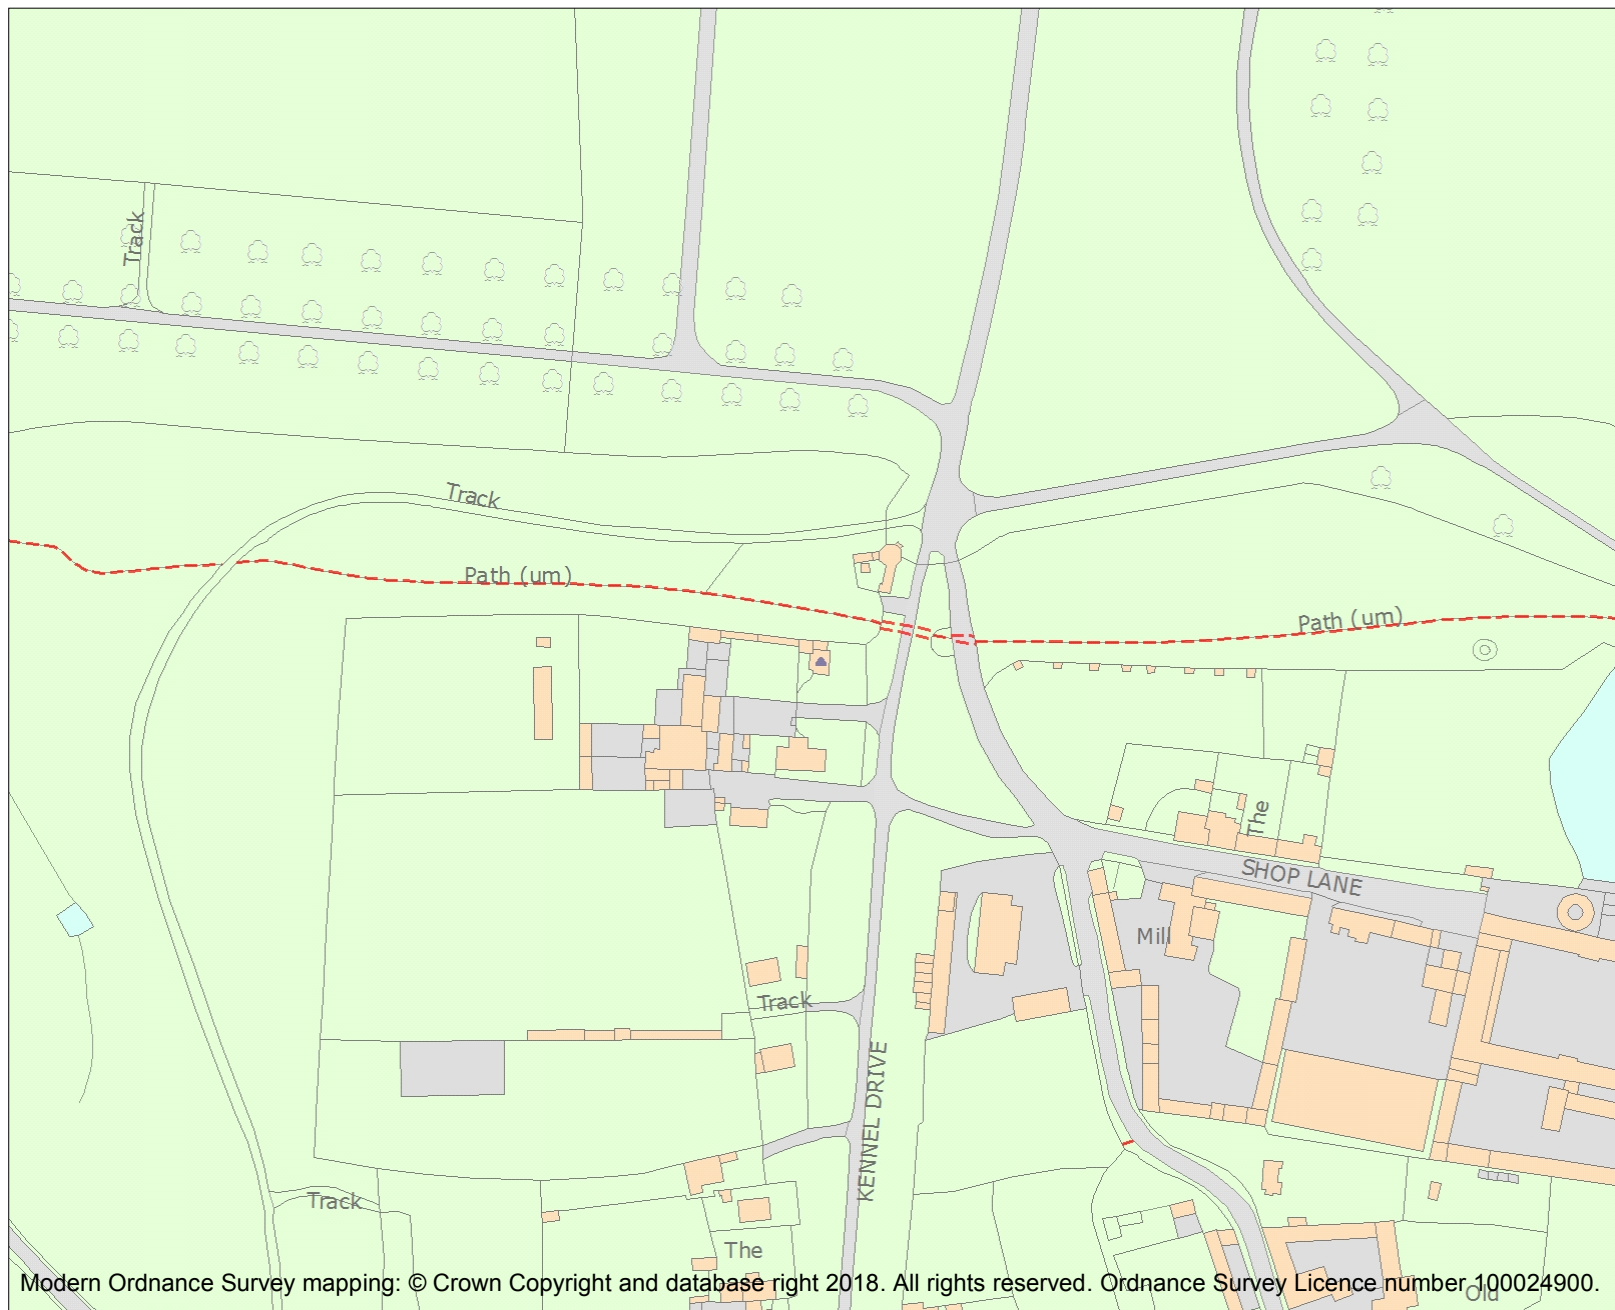 Track
Track
Path (um)
Path (um)
The
SHOP LANE
Mill
Track
KENNEL DRIVE
Track
The
Old
Modern Ordnance Survey mapping: © Crown Copyright and database right 2018. All rights reserved. Ordnance Survey Licence number 100024900.